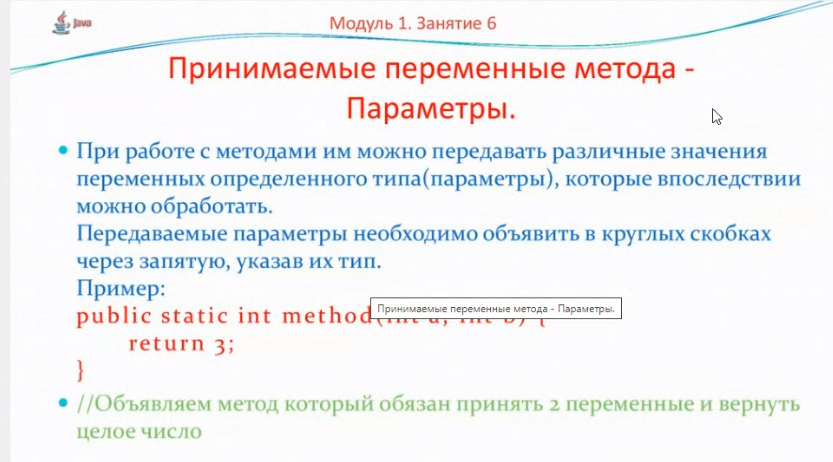 Java
Модуль 1. Занятие 6
Принимаемые переменные метода -
Параметры.
При работе с методами им можно передавать различные значения
переменных определенного типа(параметры), которые впоследствии
можно обработать.
Передаваемые параметры необходимо объявить в круглых скобках
через запятую, указав их тип.
Пример:
public static int method(int a, int b) {
Принимаемые переменные метода - Параметры.
return 3;
}
//Объявляем метод который обязан принять 2 переменные и вернуть
целое число